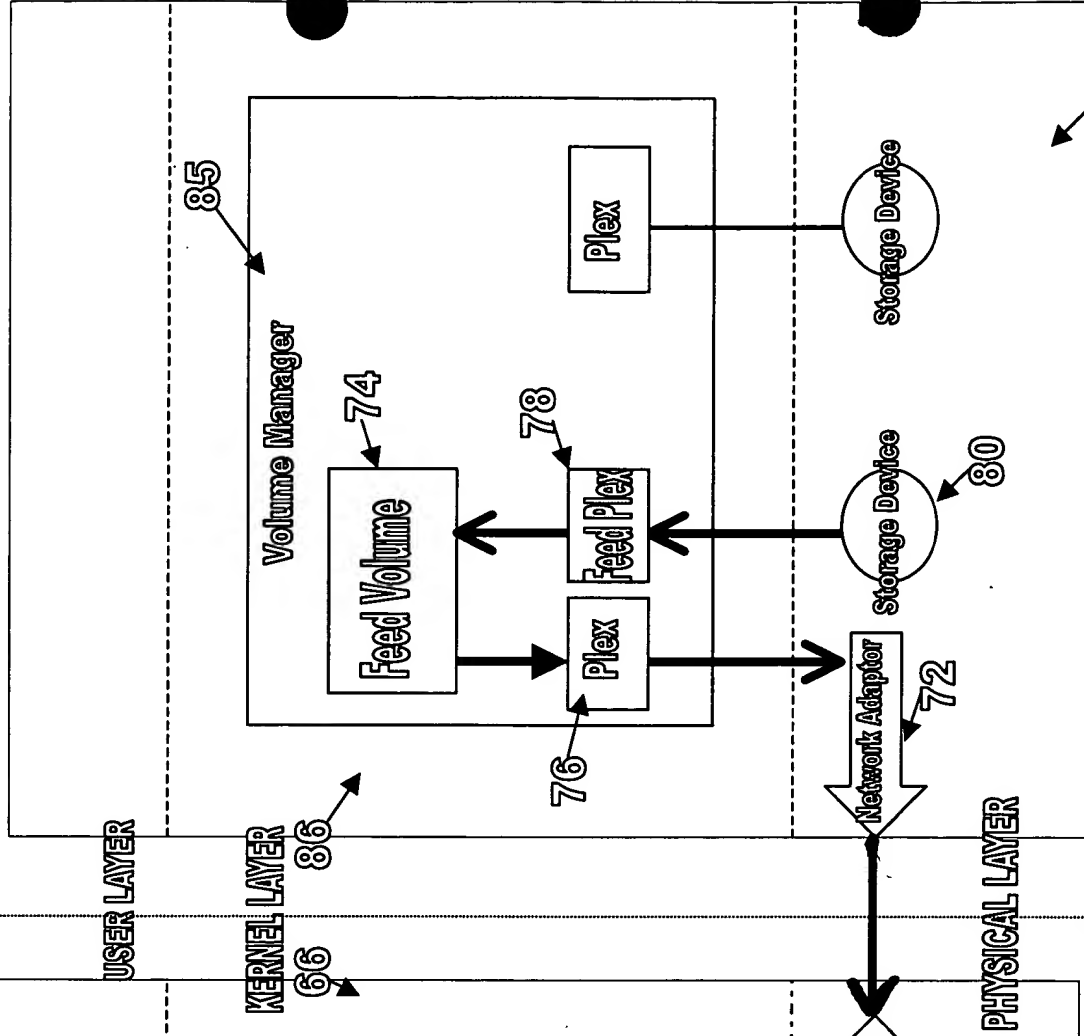 USER LAYER
KERNEL LAYER
66
86
85
Volume Manager
Feed Volume
74
78
Feed Plex
Plex
76
Plex
Network Adaptor
72
Storage Device
80
Storage Device
PHYSICAL LAYER